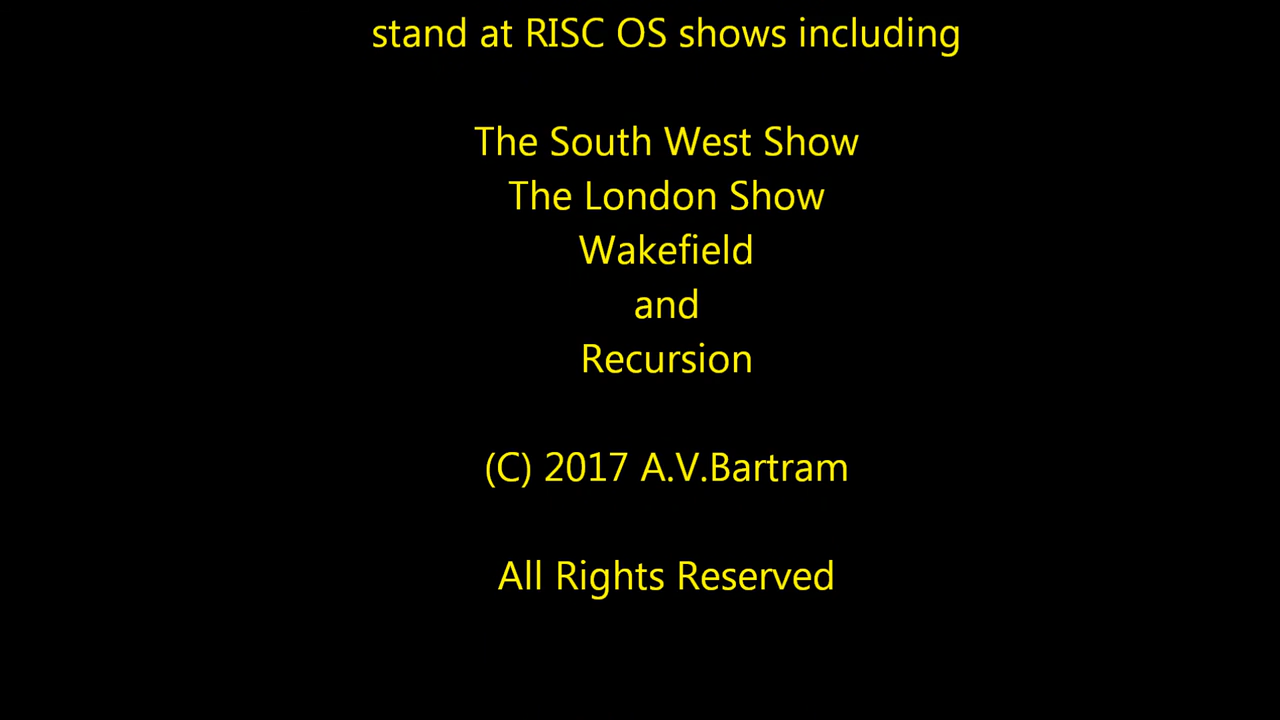 stand at RISC OS shows including
The South West Show
The London Show
Wakefield
and
Recursion
(C) 2017 A.V.Bartram
All Rights Reserved